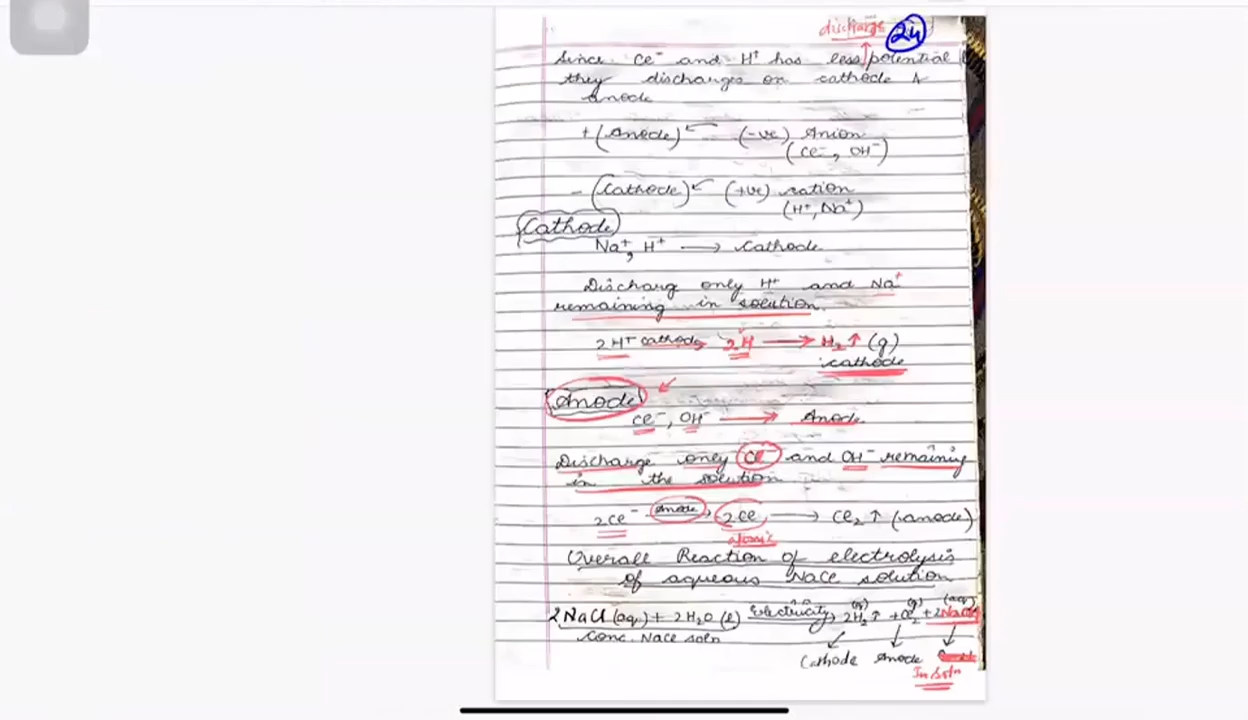 discharge 24
Since Cl⁻ and H⁺ has less potential
they discharges on cathode &
anode
+ (Anode) ← (-ve) Anion
(Cl⁻, OH⁻)
- (Cathode) ← (+ve) cation
(H⁺, Na⁺)
Cathode
Na⁺, H⁺ → Cathode
Discharg only H⁺ and Na⁺
remaining in solution
2H⁺ cathode → 2H → H₂↑ (g)
cathode
Anode
Cl⁻, OH⁻ → Anode
Discharge only Cl⁻ and OH⁻ remaining
in the solution
2Cl⁻ Anode → 2Cl → Cl₂↑ (anode)
atomic
Overall Reaction of electrolysis
of aqueous NaCl solution
2NaCl (aq) + 2H₂O (l) Electricity → 2H₂↑ (g) + Cl₂ (g) + 2NaOH (aq)
Conc. NaCl soln
Cathode Anode
In soln